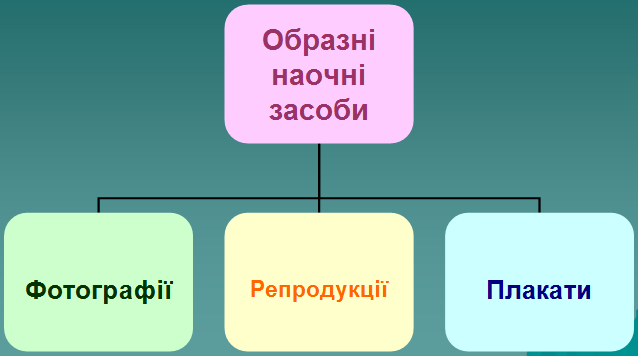 Образні
наочні
засоби
Фотографії
Репродукції
Плакати